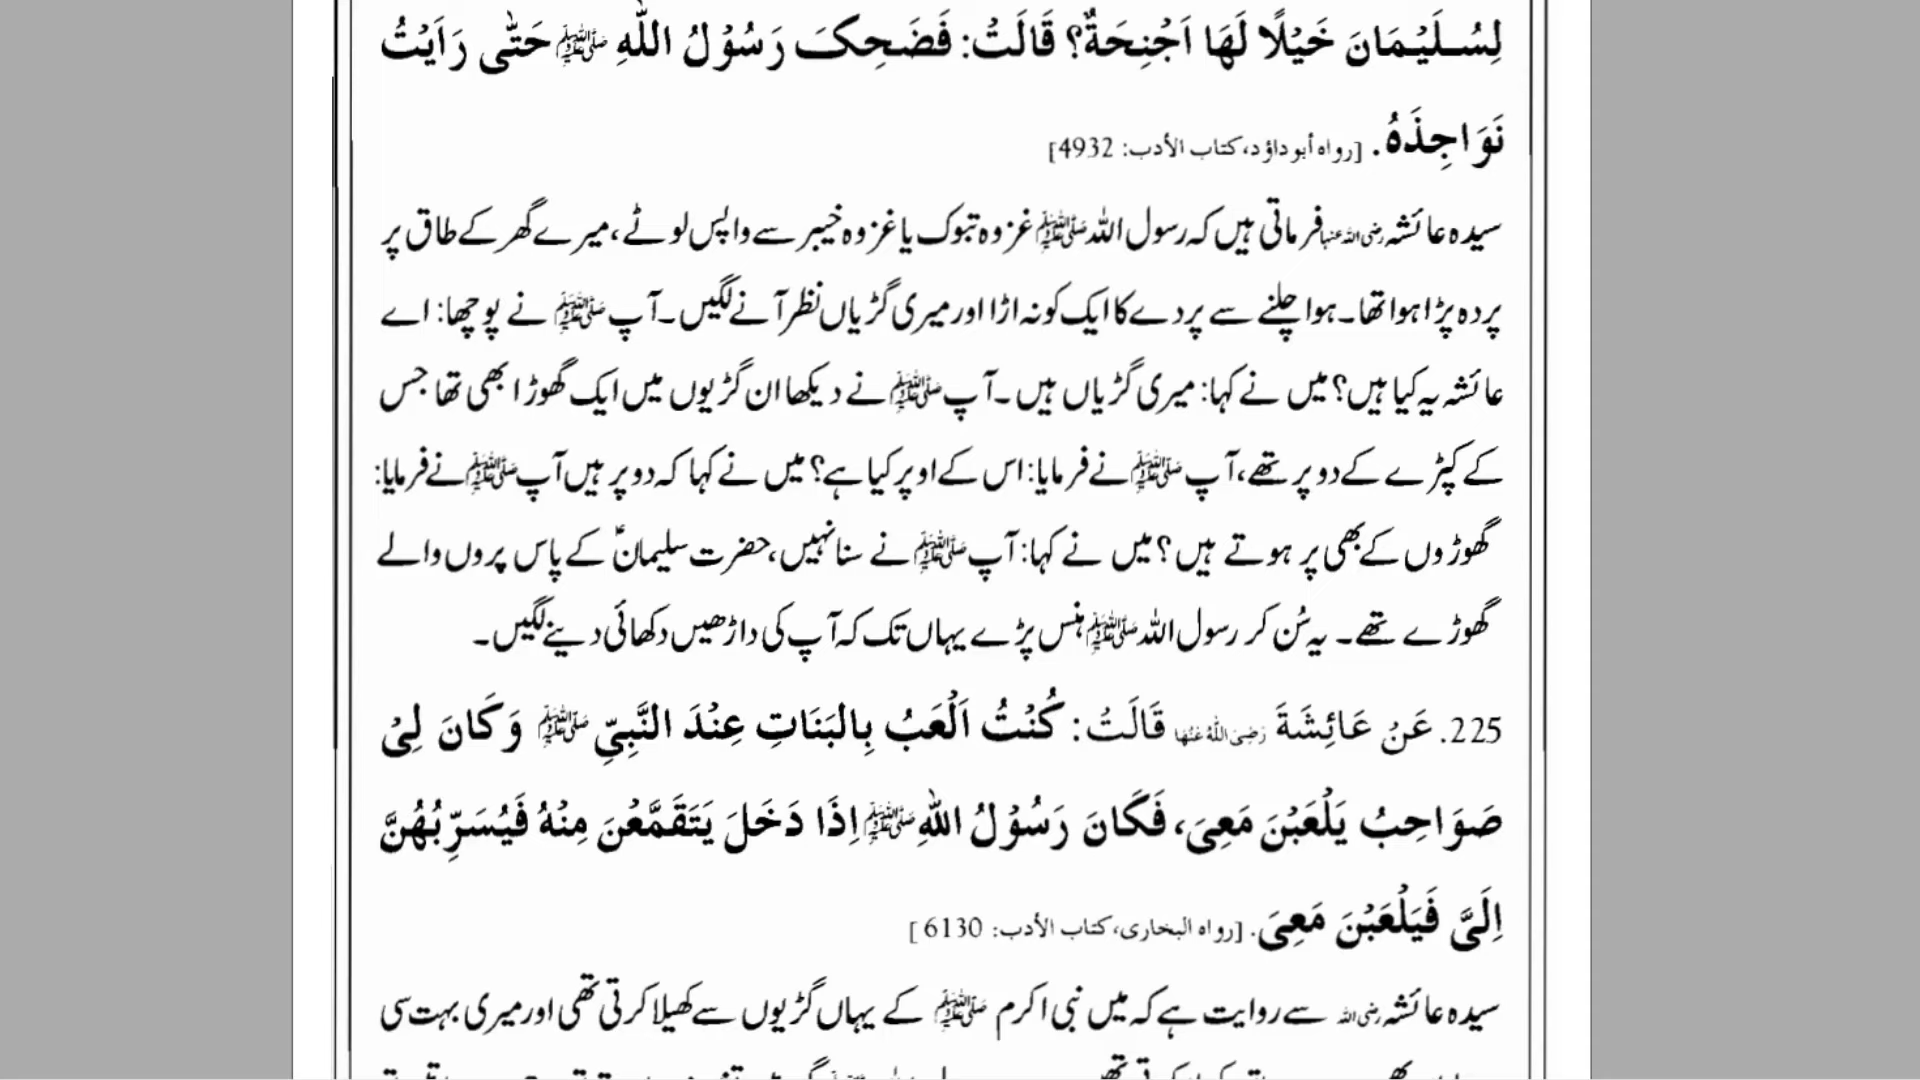 لِسُلَيْمَانَ خَيْلًا لَهَا اَجْنِحَةٌ؟ قَالَتْ: فَضَحِكَ رَسُوْلُ اللّٰهِ ﷺ حَتّٰى رَاَيْتُ
نَوَاجِذَهُ. [رواه أبو داؤد، كتاب الأدب: 4932]
سیدہ عائشہ رضی اللہ عنہا فرماتی ہیں کہ رسول اللہ ﷺ غزوہ تبوک یا غزوہ خیبر سے واپس لوٹے، میرے گھر کے طاق پر
پردہ پڑا ہوا تھا۔ ہوا چلنے سے پردے کا ایک کونہ اڑا اور میری گڑیاں نظر آنے لگیں۔ آپ ﷺ نے پوچھا: اے
عائشہ یہ کیا ہیں؟ میں نے کہا: میری گڑیاں ہیں۔ آپ ﷺ نے دیکھا ان گڑیوں میں ایک گھوڑا بھی تھا جس
کے کپڑے کے دو پر تھے، آپ ﷺ نے فرمایا: اس کے اوپر کیا ہے؟ میں نے کہا کہ دو پر ہیں آپ ﷺ نے فرمایا:
گھوڑوں کے بھی پر ہوتے ہیں؟ میں نے کہا: آپ ﷺ نے سنا نہیں، حضرت سلیمانؑ کے پاس پروں والے
گھوڑے تھے۔ یہ سُن کر رسول اللہ ﷺ ہنس پڑے یہاں تک کہ آپ کی داڑھیں دکھائی دینے لگیں۔
225. عَنْ عَائِشَةَ رَضِىَ اللّٰهُ عَنْهَا قَالَتْ: كُنْتُ اَلْعَبُ بِالبَنَاتِ عِنْدَ النَّبِيِّ ﷺ وَكَانَ لِىْ
صَوَاحِبُ يَلْعَبْنَ مَعِىَ، فَكَانَ رَسُوْلُ اللّٰهِ ﷺ اِذَا دَخَلَ يَتَقَمَّعْنَ مِنْهُ فَيُسَرِّبُهُنَّ
اِلَىَّ فَيَلْعَبْنَ مَعِىَ. [رواه البخارى، كتاب الأدب: 6130]
سیدہ عائشہ رضی اللہ سے روایت ہے کہ میں نبی اکرم ﷺ کے یہاں گڑیوں سے کھیلا کرتی تھی اور میری بہت سی